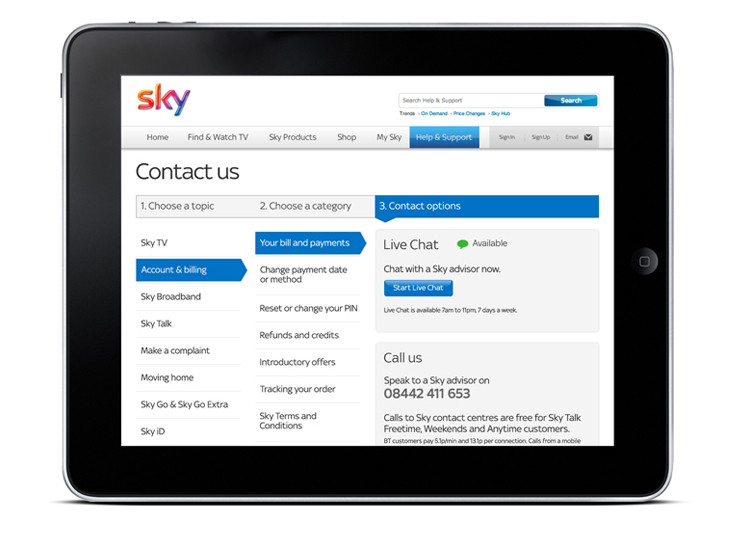 sky
Search Help & Support
Search
Trends • On Demand • Price Changes • Sky Hub
Home Find & Watch TV Sky Products Shop My Sky Help & Support Sign In Sign Up Email
Contact us
1. Choose a topic
2. Choose a category
3. Contact options
Sky TV
Account & billing
Sky Broadband
Sky Talk
Make a complaint
Moving home
Sky Go & Sky Go Extra
Sky iD
Your bill and payments
Change payment date
or method
Reset or change your PIN
Refunds and credits
Introductory offers
Tracking your order
Sky Terms and
Conditions
Live Chat Available
Chat with a Sky advisor now.
Start Live Chat
Live Chat is available 7am to 11pm, 7 days a week.
Call us
Speak to a Sky advisor on
08442 411 653
Calls to Sky contact centres are free for Sky Talk
Freetime, Weekends and Anytime customers.
BT customers pay 5.1p/min and 13.1p per connection. Calls from a mobile